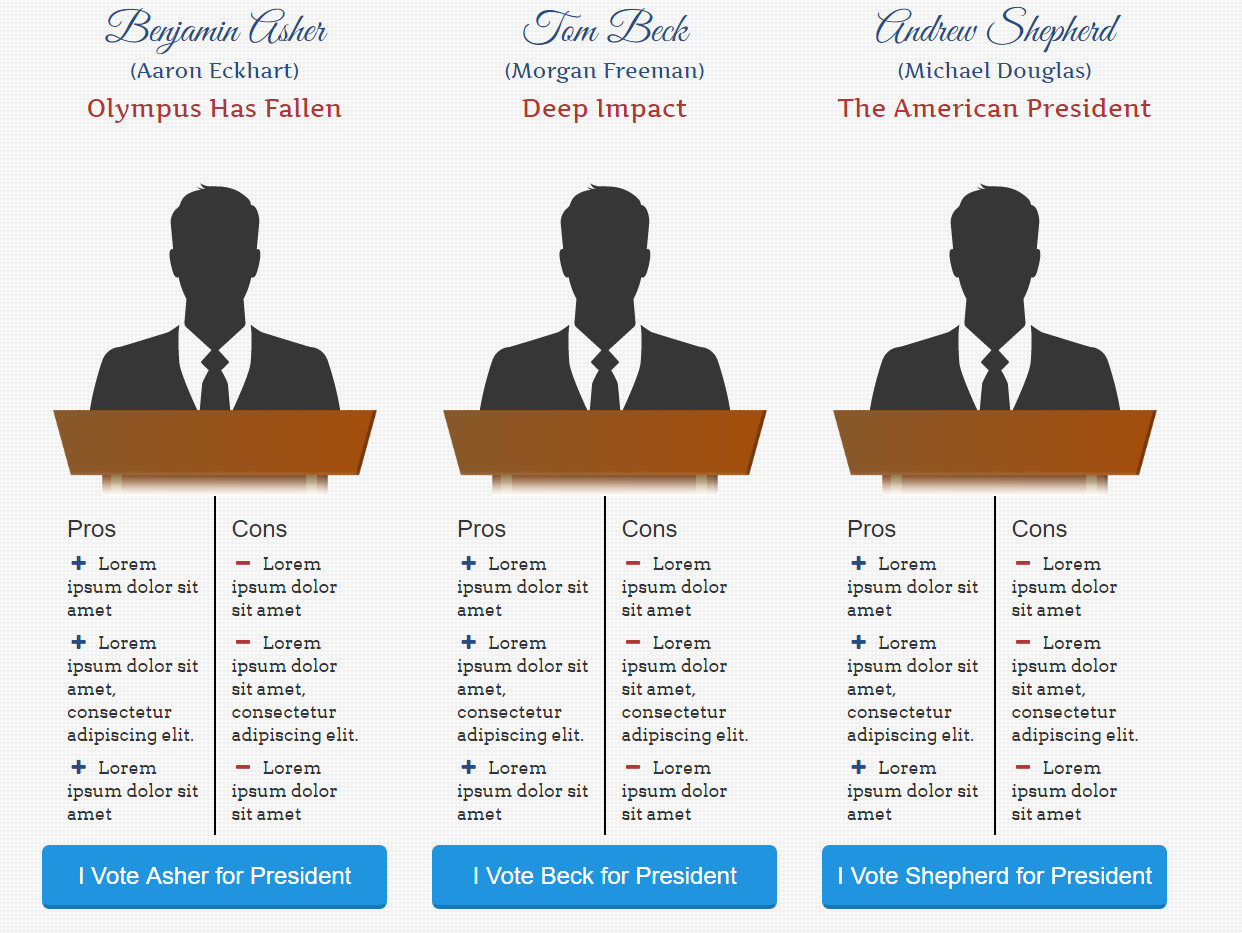 Benjamin Asher
(Aaron Eckhart)
Olympus Has Fallen
Pros
Lorem
ipsum dolor sit
amet
Lorem
ipsum dolor sit
amet,
consectetur
adipiscing elit.
Lorem
ipsum dolor sit
amet
Cons
Lorem
ipsum dolor
sit amet
Lorem
ipsum dolor
sit amet,
consectetur
adipiscing elit.
Lorem
ipsum dolor
sit amet
I Vote Asher for President
Tom Beck
(Morgan Freeman)
Deep Impact
Pros
Lorem
ipsum dolor sit
amet
Lorem
ipsum dolor sit
amet,
consectetur
adipiscing elit.
Lorem
ipsum dolor sit
amet
Cons
Lorem
ipsum dolor
sit amet
Lorem
ipsum dolor
sit amet,
consectetur
adipiscing elit.
Lorem
ipsum dolor
sit amet
I Vote Beck for President
Andrew Shepherd
(Michael Douglas)
The American President
Pros
Lorem
ipsum dolor sit
amet
Lorem
ipsum dolor sit
amet,
consectetur
adipiscing elit.
Lorem
ipsum dolor sit
amet
Cons
Lorem
ipsum dolor
sit amet
Lorem
ipsum dolor
sit amet,
consectetur
adipiscing elit.
Lorem
ipsum dolor
sit amet
I Vote Shepherd for President